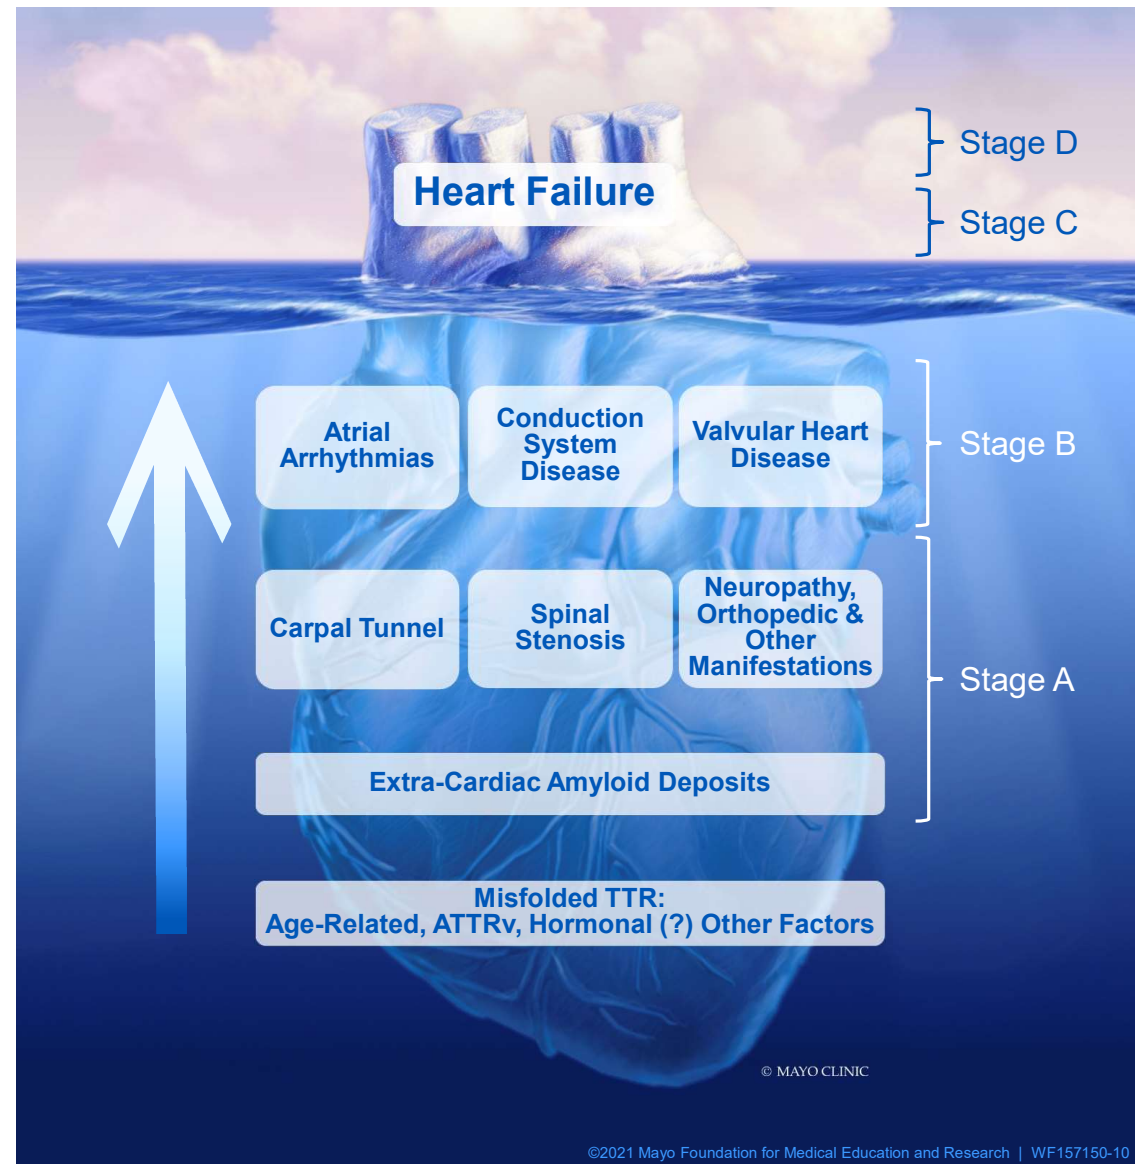 Stage D
Heart Failure
Stage C
Atrial
Arrhythmias
Conduction
System
Disease
Valvular Heart
Disease
Stage B
Carpal Tunnel
Spinal
Stenosis
Neuropathy,
Orthopedic &
Other
Manifestations
Stage A
Extra-Cardiac Amyloid Deposits
Misfolded TTR:
Age-Related, ATTRv, Hormonal (?) Other Factors
© MAYO CLINIC
©2021 Mayo Foundation for Medical Education and Research | WF157150-10